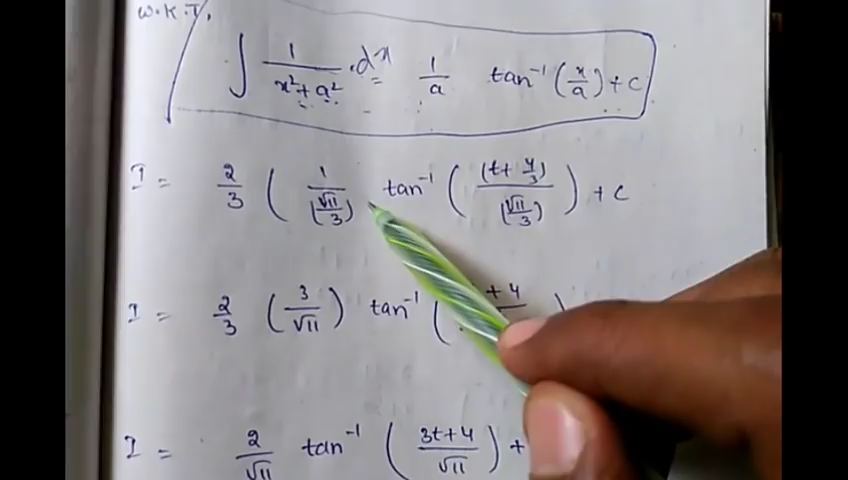 W.K.T,
∫ 1/(x²+a²) .dx = 1/a tan⁻¹ (x/a) + c
I = 2/3 ( 1/(√11/3) tan⁻¹ ( (t+4/3)/(√11/3) ) + c
I = 2/3 ( 3/√11 ) tan⁻¹ ( + 4 )
I = 2/√11 tan⁻¹ ( (3t+4)/√11 ) +